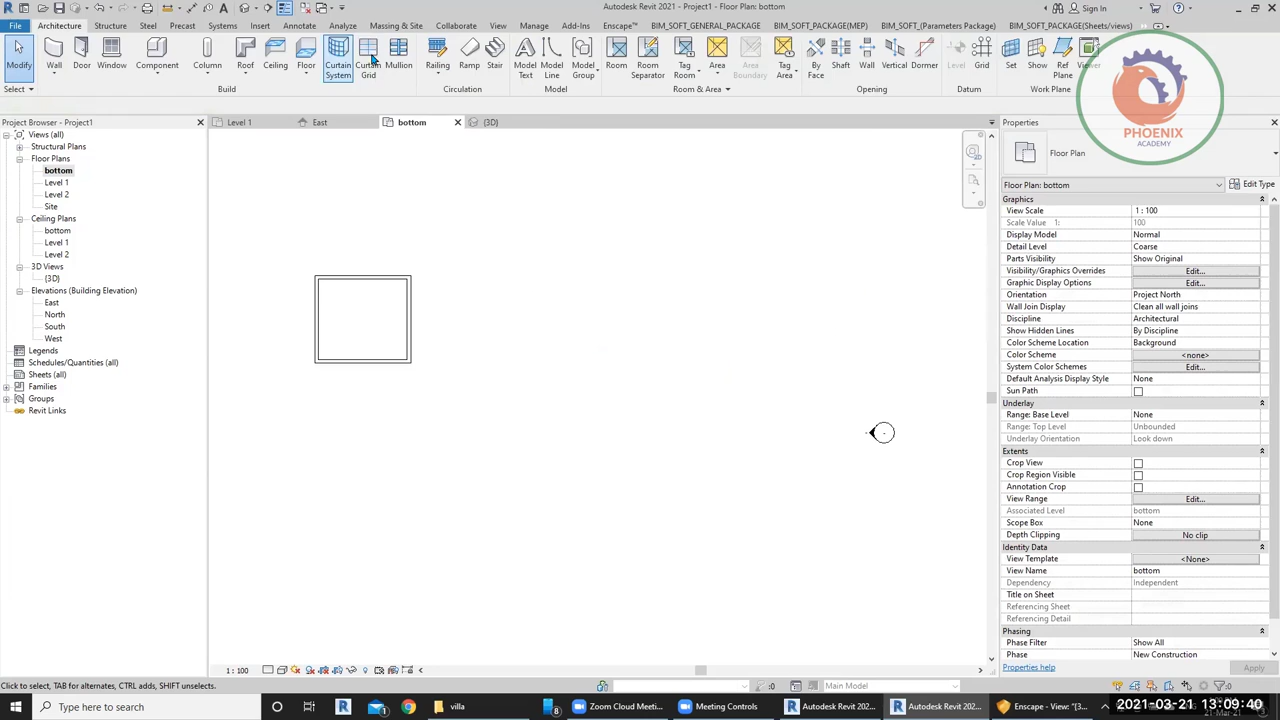 Autodesk Revit 2021 - Project1 - Floor Plan: bottom
Sign In
File Architecture Structure Steel Precast Systems Insert Annotate Analyze Massing & Site Collaborate View Manage Add-Ins Enscape™ BIM_SOFT_GENERAL_PACKAGE BIM_SOFT_PACKAGE(MEP) BIM_SOFT_(Parameters Package) BIM_SOFT_PACKAGE(Sheets/views)
Modify Wall Door Window Component Column Roof Ceiling Floor Curtain System Curtain Grid Mullion Railing Ramp Stair Model Text Model Line Model Group Room Room Separator Tag Room Area Area Boundary Tag Area By Face Shaft Wall Vertical Dormer Level Grid Set Show Ref Plane Viewer
Select Build Circulation Model Room & Area Opening Datum Work Plane
PHOENIX
ACADEMY
Project Browser - Project1
Views (all)
Structural Plans
Floor Plans
bottom
Level 1
Level 2
Site
Ceiling Plans
bottom
Level 1
Level 2
3D Views
{3D}
Elevations (Building Elevation)
East
North
South
West
Legends
Schedules/Quantities (all)
Sheets (all)
Families
Groups
Revit Links
Level 1 East bottom {3D}
2D
Properties
Floor Plan
Floor Plan: bottom Edit Type
Graphics
View Scale 1 : 100
Scale Value 1: 100
Display Model Normal
Detail Level Coarse
Parts Visibility Show Original
Visibility/Graphics Overrides Edit...
Graphic Display Options Edit...
Orientation Project North
Wall Join Display Clean all wall joins
Discipline Architectural
Show Hidden Lines By Discipline
Color Scheme Location Background
Color Scheme <none>
System Color Schemes Edit...
Default Analysis Display Style None
Sun Path
Underlay
Range: Base Level None
Range: Top Level Unbounded
Underlay Orientation Look down
Extents
Crop View
Crop Region Visible
Annotation Crop
View Range Edit...
Associated Level bottom
Scope Box None
Depth Clipping No clip
Identity Data
View Template <None>
View Name bottom
Dependency Independent
Title on Sheet
Referencing Sheet
Referencing Detail
Phasing
Phase Filter Show All
Phase New Construction
Properties help Apply
1 : 100
Click to select, TAB for alternates, CTRL adds, SHIFT unselects.
:0 Main Model :0
Type here to search villa Zoom Cloud Meeting... Meeting Controls Autodesk Revit 202... Autodesk Revit 202... Enscape - View: "{3...
2021-03-21 13:09:40